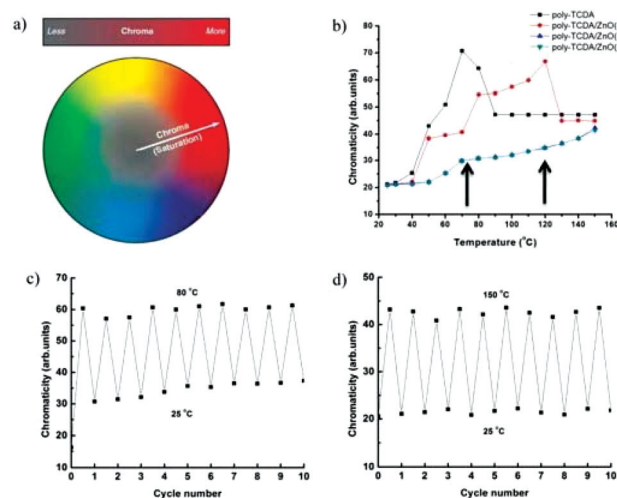 a)
Less Chroma More
Chroma
(Saturation)
b)
poly-TCDA
poly-TCDA/ZnO(
poly-TCDA/ZnO(
poly-TCDA/ZnO(
Chromaticity (arb.units)
80
70
60
50
40
30
20
20 40 60 80 100 120 140 160
Temperature (°C)
c)
Chromaticity (arb.units)
70
60
50
40
30
20
10
80 °C
25 °C
0 1 2 3 4 5 6 7 8 9 10
Cycle number
d)
Chromaticity (arb.units)
50
40
30
20
10
150 °C
25 °C
0 1 2 3 4 5 6 7 8 9 10
Cycle number